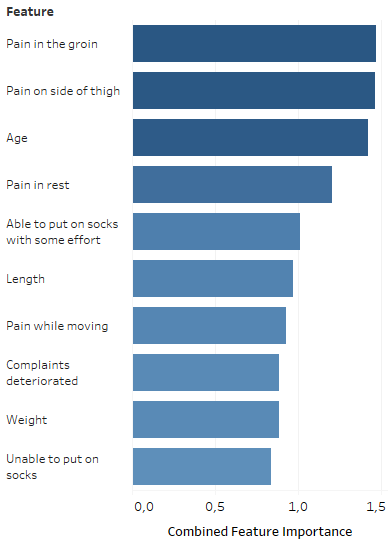 Feature
Pain in the groin
Pain on side of thigh
Age
Pain in rest
Able to put on socks
with some effort
Length
Pain while moving
Complaints
deteriorated
Weight
Unable to put on
socks
0,0 0,5 1,0 1,5
Combined Feature Importance